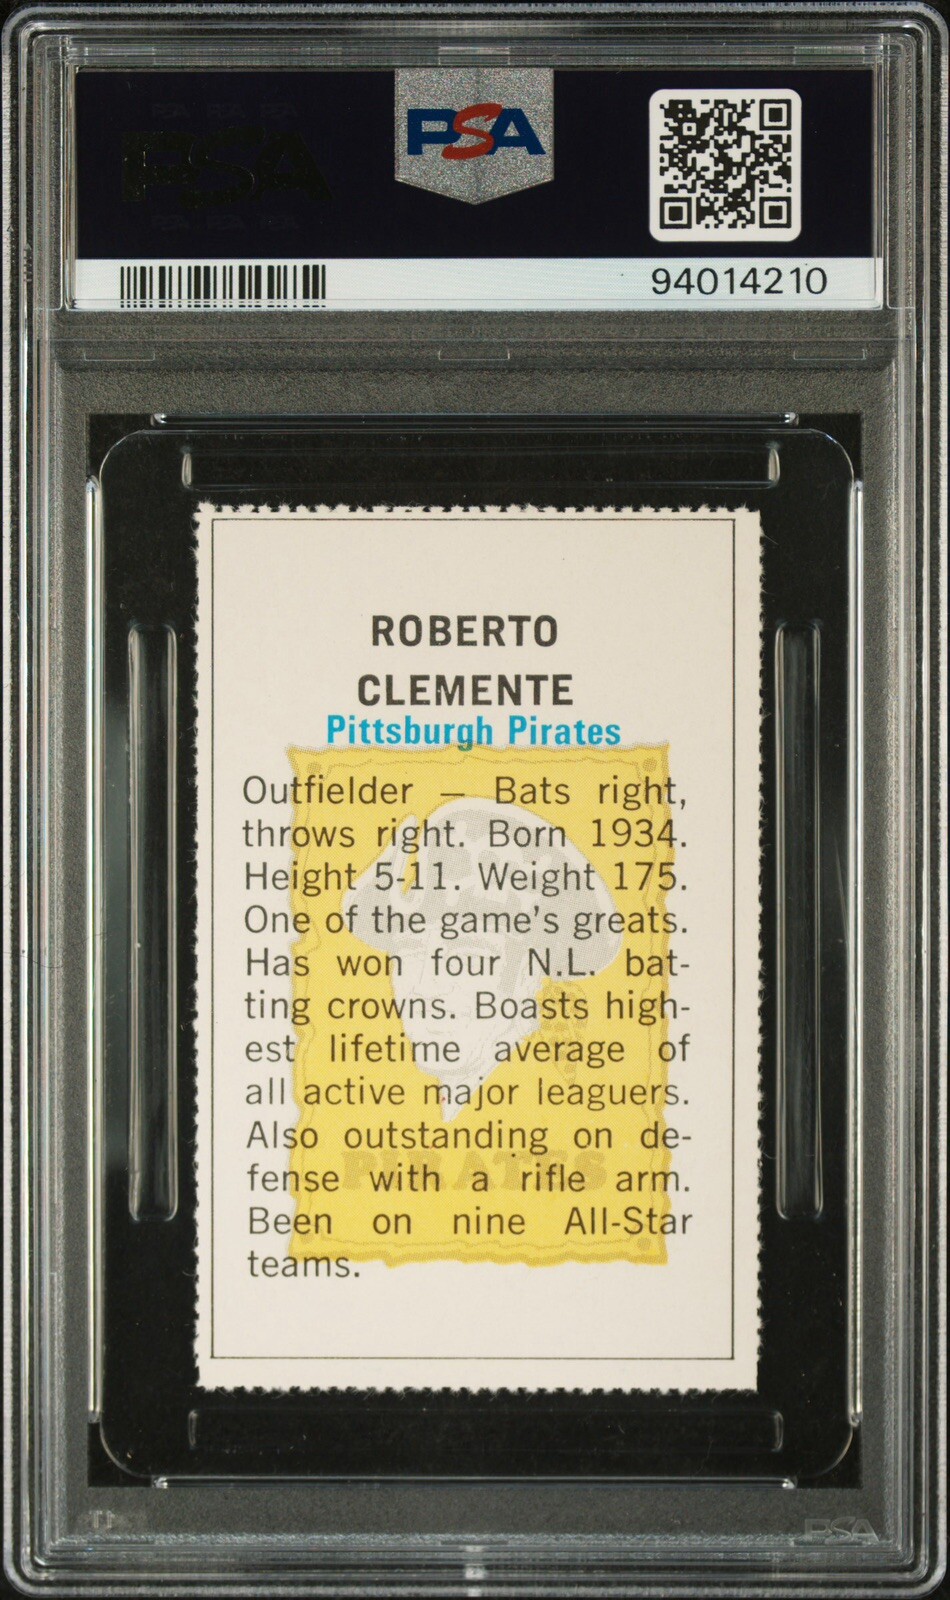 PSA
94014210
ROBERTO
CLEMENTE
Pittsburgh Pirates
Outfielder — Bats right,
throws right. Born 1934.
Height 5-11. Weight 175.
One of the game's greats.
Has won four N.L. bat-
ting crowns. Boasts high-
est lifetime average of
all active major leaguers.
Also outstanding on de-
fense with a rifle arm.
Been on nine All-Star
teams.
PIRATES
PSA